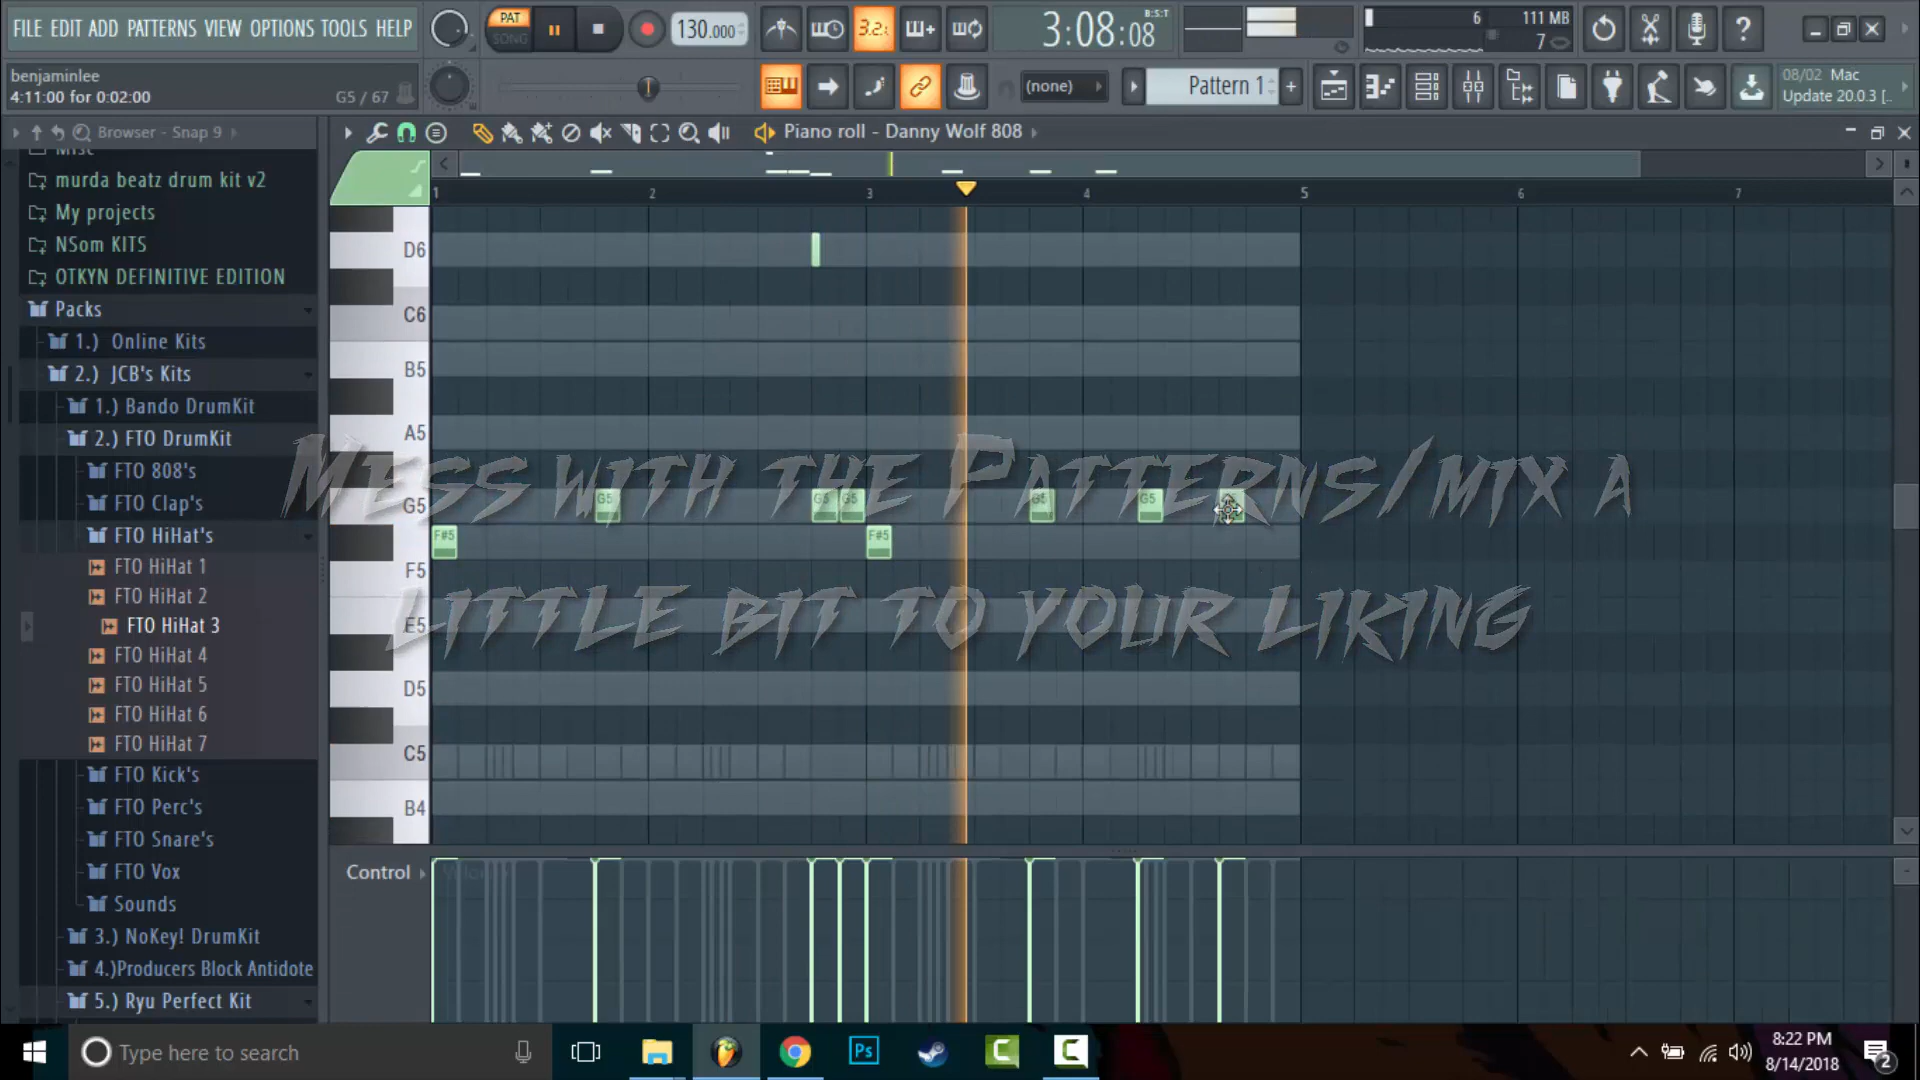 FILE EDIT ADD PATTERNS VIEW OPTIONS TOOLS HELP
PAT
SONG
130.000
3:08:08
B:S:T
6
111 MB
7
benjaminlee
4:11:00 for 0:02:00
G5 / 67
(none)
Pattern 1
08/02 Mac
Update 20.0.3 [..
Browser - Snap 9
Piano roll - Danny Wolf 808
Misc
murda beatz drum kit v2
My projects
NSom KITS
OTKYN DEFINITIVE EDITION
Packs
1.) Online Kits
2.) JCB's Kits
1.) Bando DrumKit
2.) FTO DrumKit
FTO 808's
FTO Clap's
FTO HiHat's
FTO HiHat 1
FTO HiHat 2
FTO HiHat 3
FTO HiHat 4
FTO HiHat 5
FTO HiHat 6
FTO HiHat 7
FTO Kick's
FTO Perc's
FTO Snare's
FTO Vox
Sounds
3.) NoKey! DrumKit
4.)Producers Block Antidote
5.) Ryu Perfect Kit
1 2 3 4 5 6 7
D6
C6
B5
A5
G5
G5 G5 G5 G5 G5
F#5 F#5
F5
E5
D5
C5
B4
Mess with the Patterns/mix a
Little bit to your Liking
Control
Type here to search
Ps
8:22 PM
8/14/2018
2